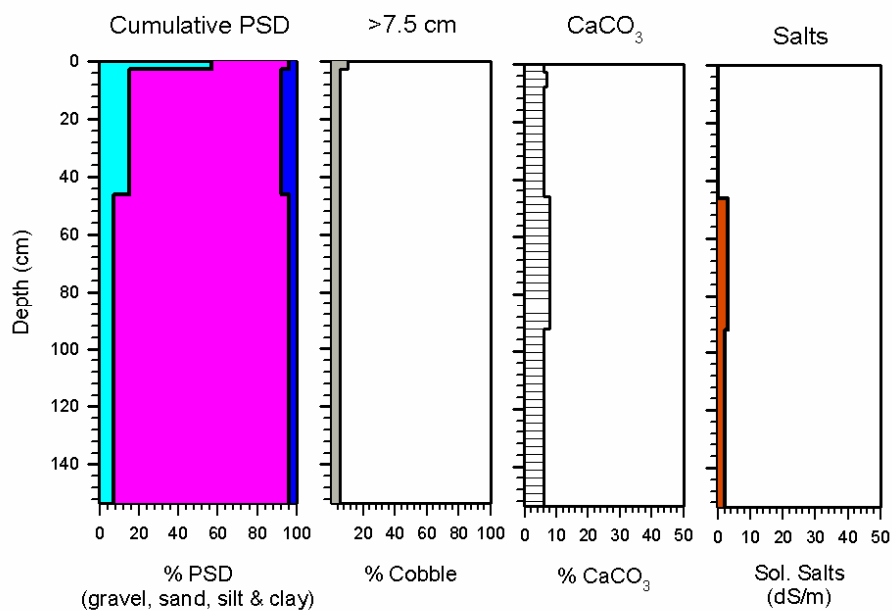 Cumulative PSD
>7.5 cm
CaCO3
Salts
0
20
40
60
80
100
120
140
Depth (cm)
0 20 40 60 80 100
0 20 40 60 80 100
0 10 20 30 40 50
0 10 20 30 40 50
% PSD
(gravel, sand, silt & clay)
% Cobble
% CaCO3
Sol. Salts
(dS/m)